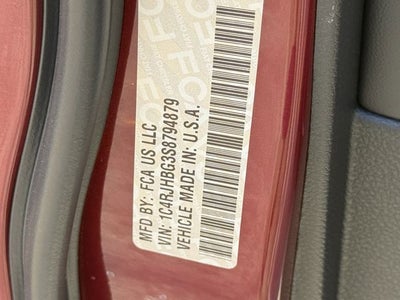 MFD BY: FCA US LLC
VIN: 1C4RJHBG3S8794879
VEHICLE MADE IN: U.S.A.